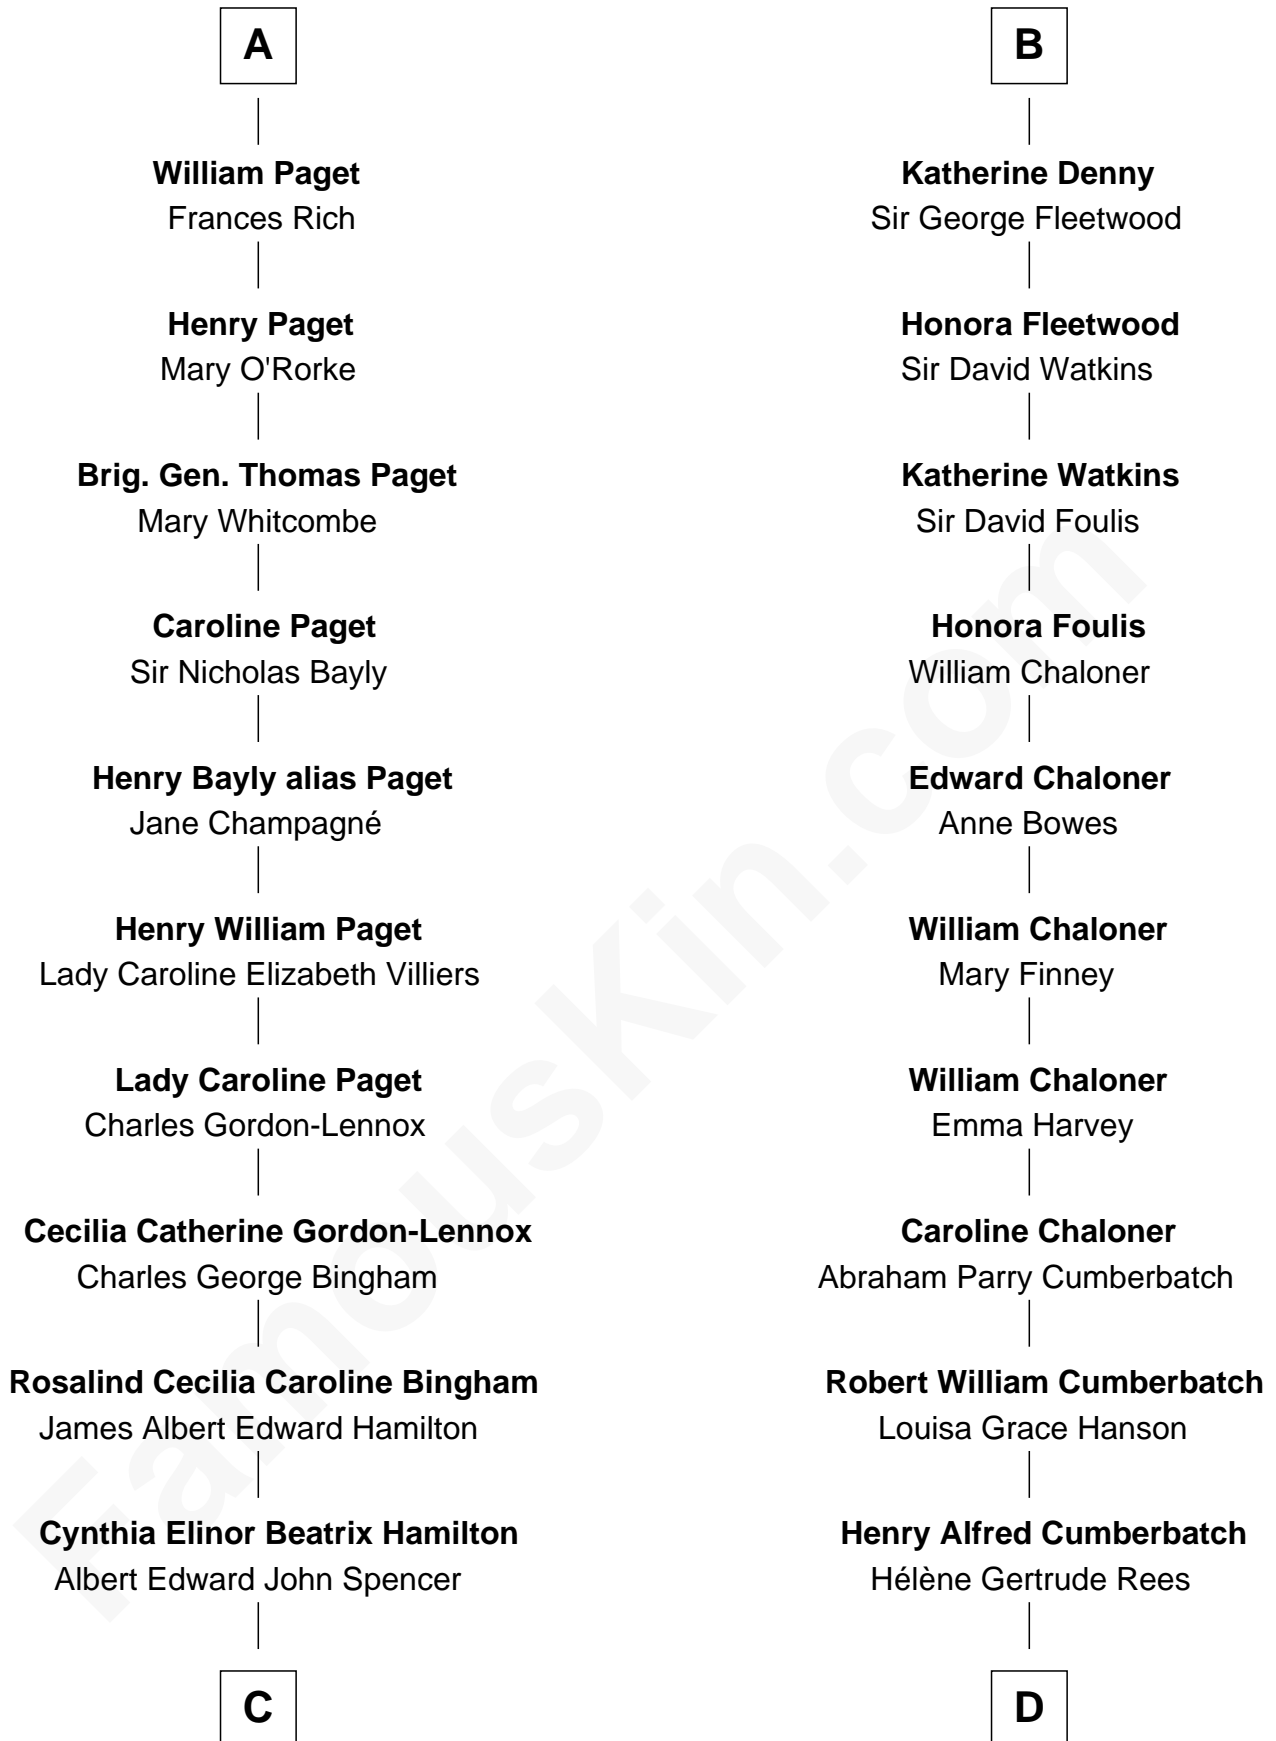 A
William Paget
Frances Rich
Henry Paget
Mary O'Rorke
Brig. Gen. Thomas Paget
Mary Whitcombe
Caroline Paget
Sir Nicholas Bayly
Henry Bayly alias Paget
Jane Champagné
Henry William Paget
Lady Caroline Elizabeth Villiers
Lady Caroline Paget
Charles Gordon-Lennox
Cecilia Catherine Gordon-Lennox
Charles George Bingham
Rosalind Cecilia Caroline Bingham
James Albert Edward Hamilton
Cynthia Elinor Beatrix Hamilton
Albert Edward John Spencer
C
B
Katherine Denny
Sir George Fleetwood
Honora Fleetwood
Sir David Watkins
Katherine Watkins
Sir David Foulis
Honora Foulis
William Chaloner
Edward Chaloner
Anne Bowes
William Chaloner
Mary Finney
William Chaloner
Emma Harvey
Caroline Chaloner
Abraham Parry Cumberbatch
Robert William Cumberbatch
Louisa Grace Hanson
Henry Alfred Cumberbatch
Hélène Gertrude Rees
D
FamousKin.com